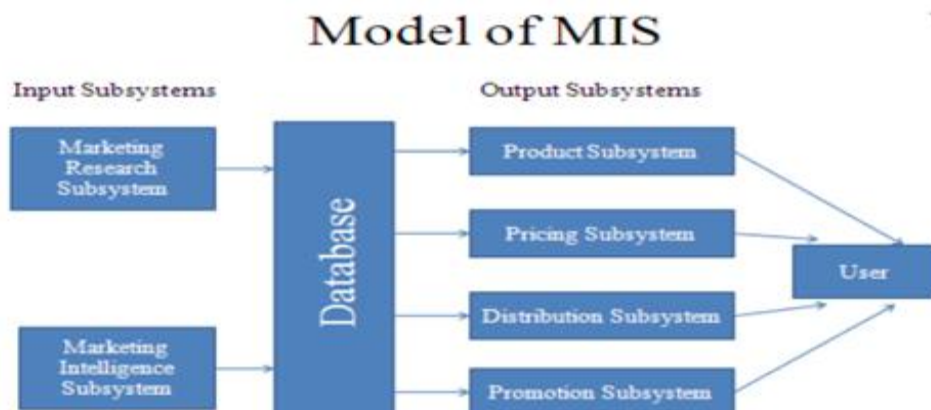 Model of MIS
Input Subsystems
Output Subsystems
Marketing
Research
Subsystem
Marketing
Intelligence
Subsystem
Database
Product Subsystem
Pricing Subsystem
Distribution Subsystem
Promotion Subsystem
User